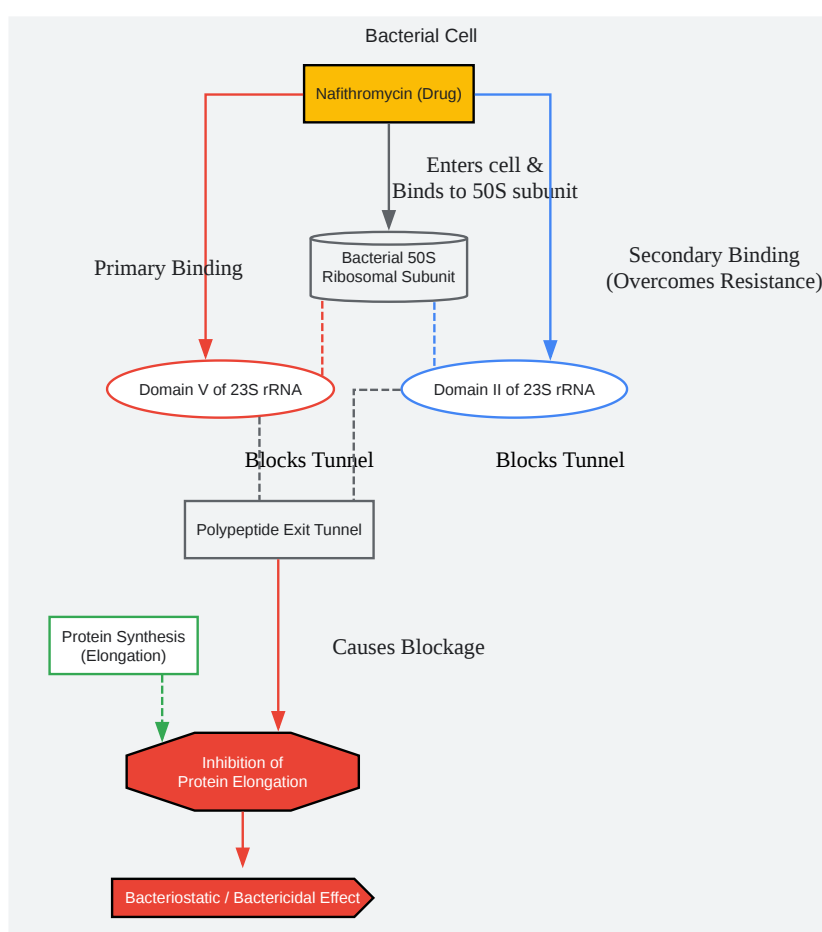 Bacterial Cell
Nafithromycin (Drug)
Enters cell &
Binds to 50S subunit
Bacterial 50S
Ribosomal Subunit
Primary Binding
Secondary Binding
(Overcomes Resistance)
Domain V of 23S rRNA
Domain II of 23S rRNA
Blocks Tunnel
Blocks Tunnel
Polypeptide Exit Tunnel
Protein Synthesis
(Elongation)
Causes Blockage
Inhibition of
Protein Elongation
Bacteriostatic / Bactericidal Effect